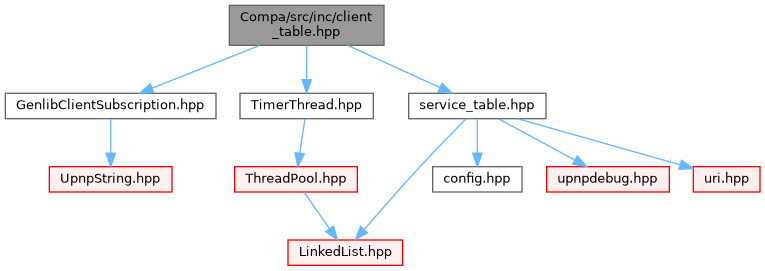 Compa/src/inc/client
_table.hpp
GenlibClientSubscription.hpp
TimerThread.hpp
service_table.hpp
UpnpString.hpp
ThreadPool.hpp
config.hpp
upnpdebug.hpp
uri.hpp
LinkedList.hpp